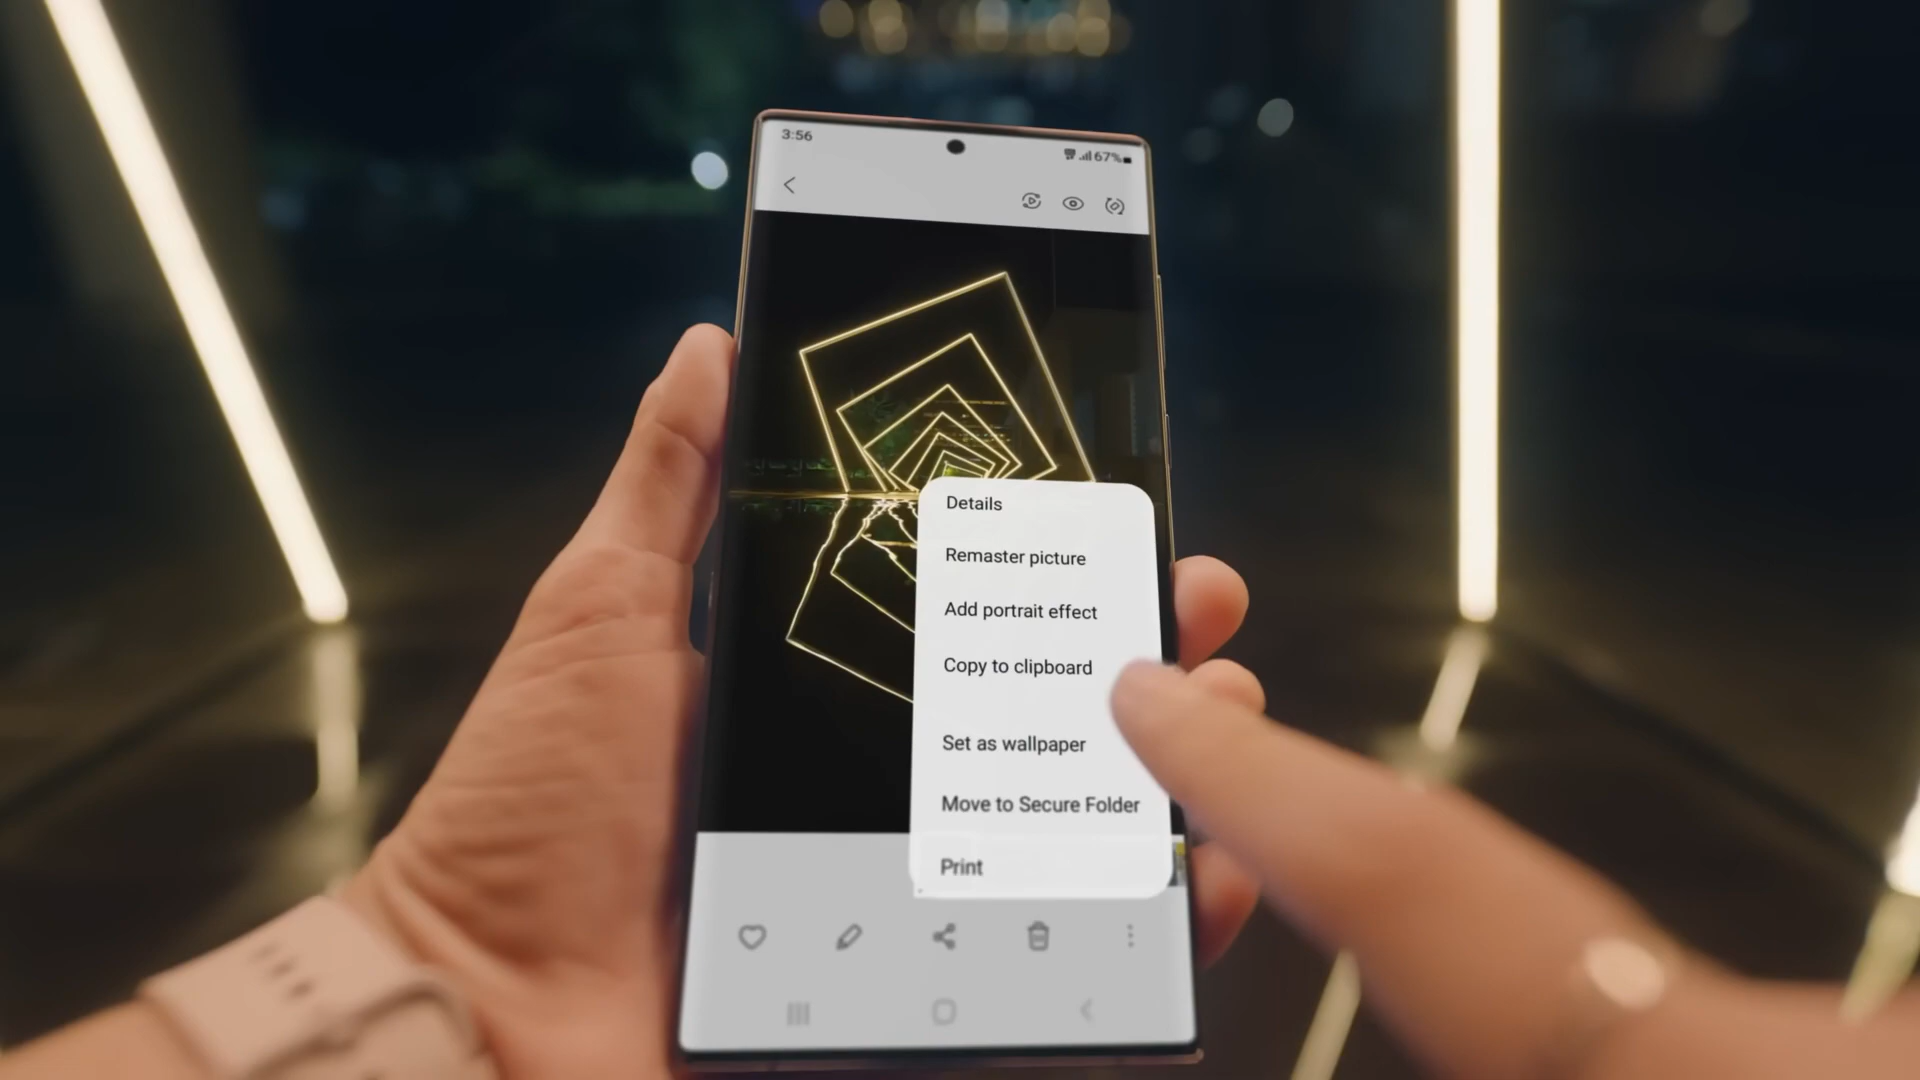 3:56
67%
Details
Remaster picture
Add portrait effect
Copy to clipboard
Set as wallpaper
Move to Secure Folder
Print